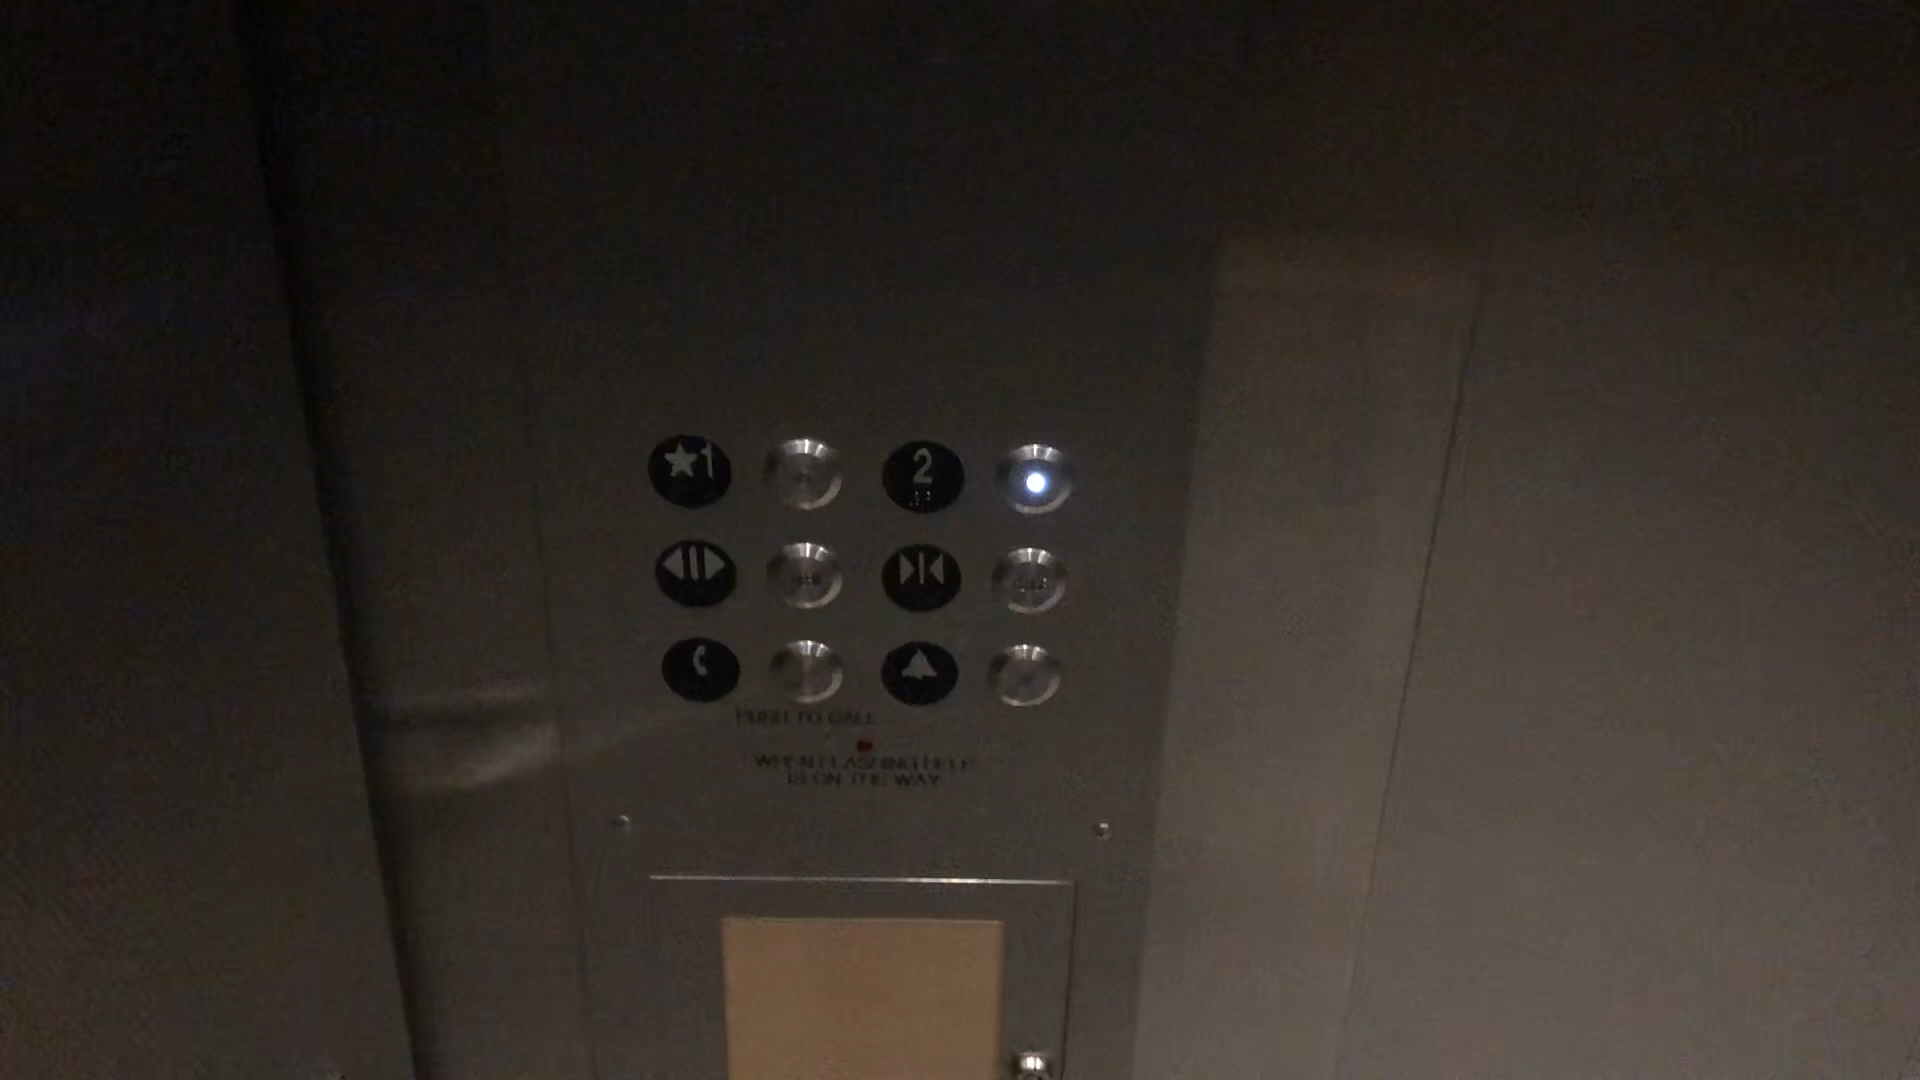 ★1
2
PUSH TO CALL
WHEN FLASHING HELP
IS ON THE WAY